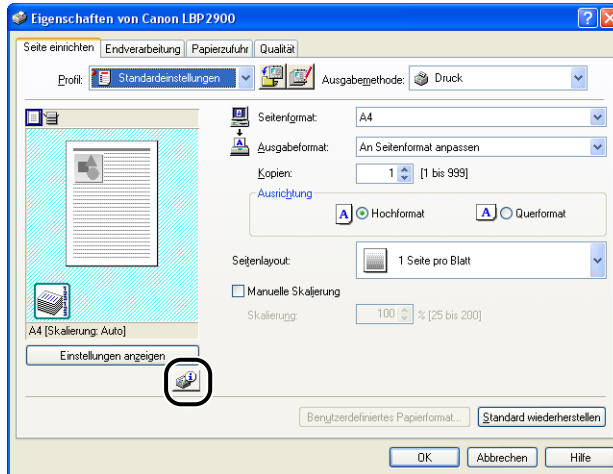 Eigenschaften von Canon LBP2900
Seite einrichten Endverarbeitung Papierzufuhr Qualität
Profil: Standardeinstellungen Ausgabemethode: Druck
Seitenformat: A4
Ausgabeformat: An Seitenformat anpassen
Kopien: 1 [1 bis 999]
Ausrichtung
A Hochformat A Querformat
Seitenlayout: 1 Seite pro Blatt
Manuelle Skalierung
Skalierung: 100 % [25 bis 200]
A4 [Skalierung: Auto]
Einstellungen anzeigen
Benutzerdefiniertes Papierformat... Standard wiederherstellen
OK Abbrechen Hilfe